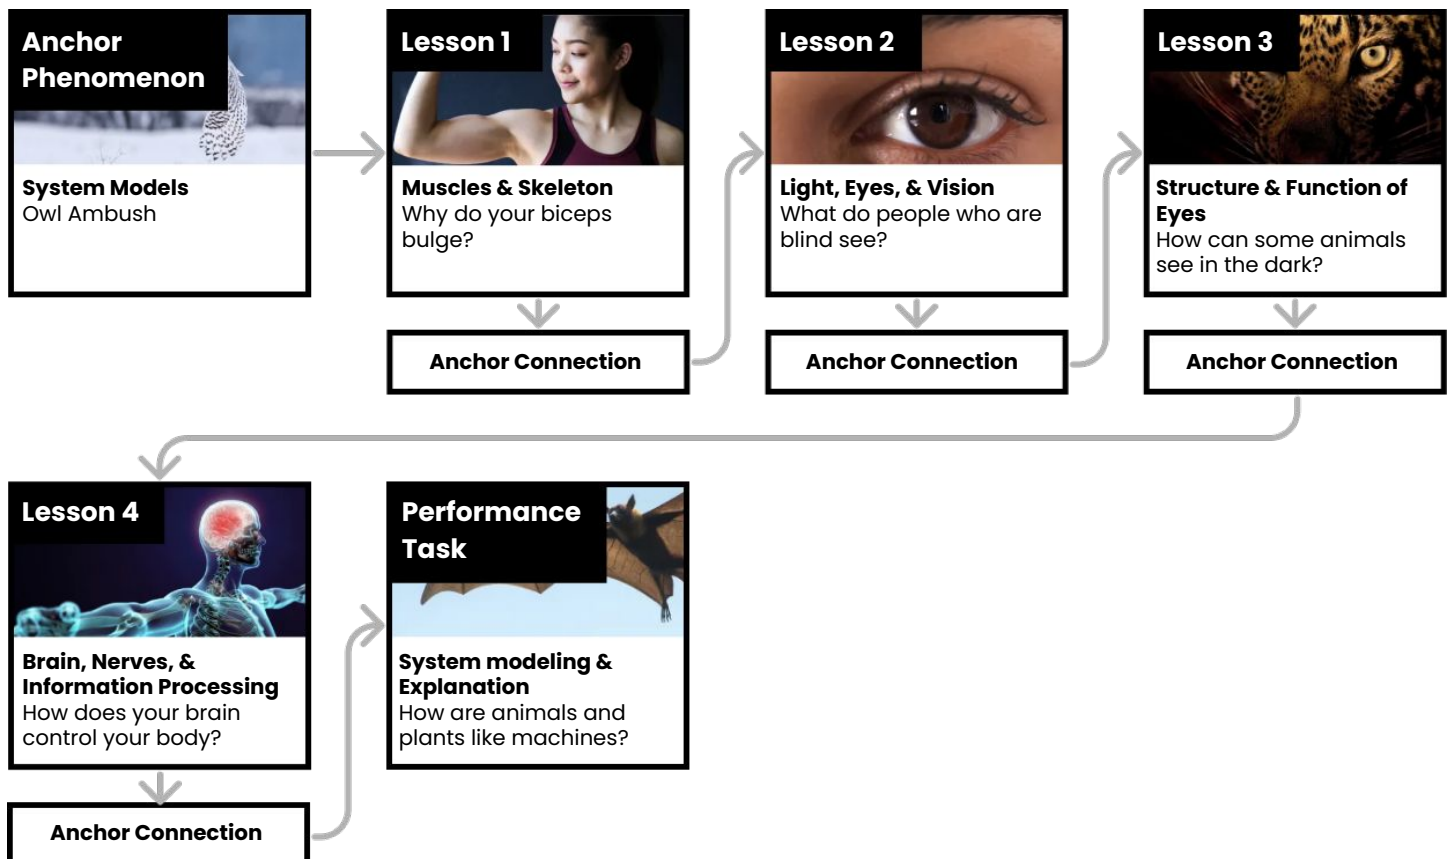 Anchor
Phenomenon
System Models
Owl Ambush
Lesson 1
Muscles & Skeleton
Why do your biceps
bulge?
Anchor Connection
Lesson 2
Light, Eyes, & Vision
What do people who are
blind see?
Anchor Connection
Lesson 3
Structure & Function of
Eyes
How can some animals
see in the dark?
Anchor Connection
Lesson 4
Brain, Nerves, &
Information Processing
How does your brain
control your body?
Anchor Connection
Performance
Task
System modeling &
Explanation
How are animals and
plants like machines?